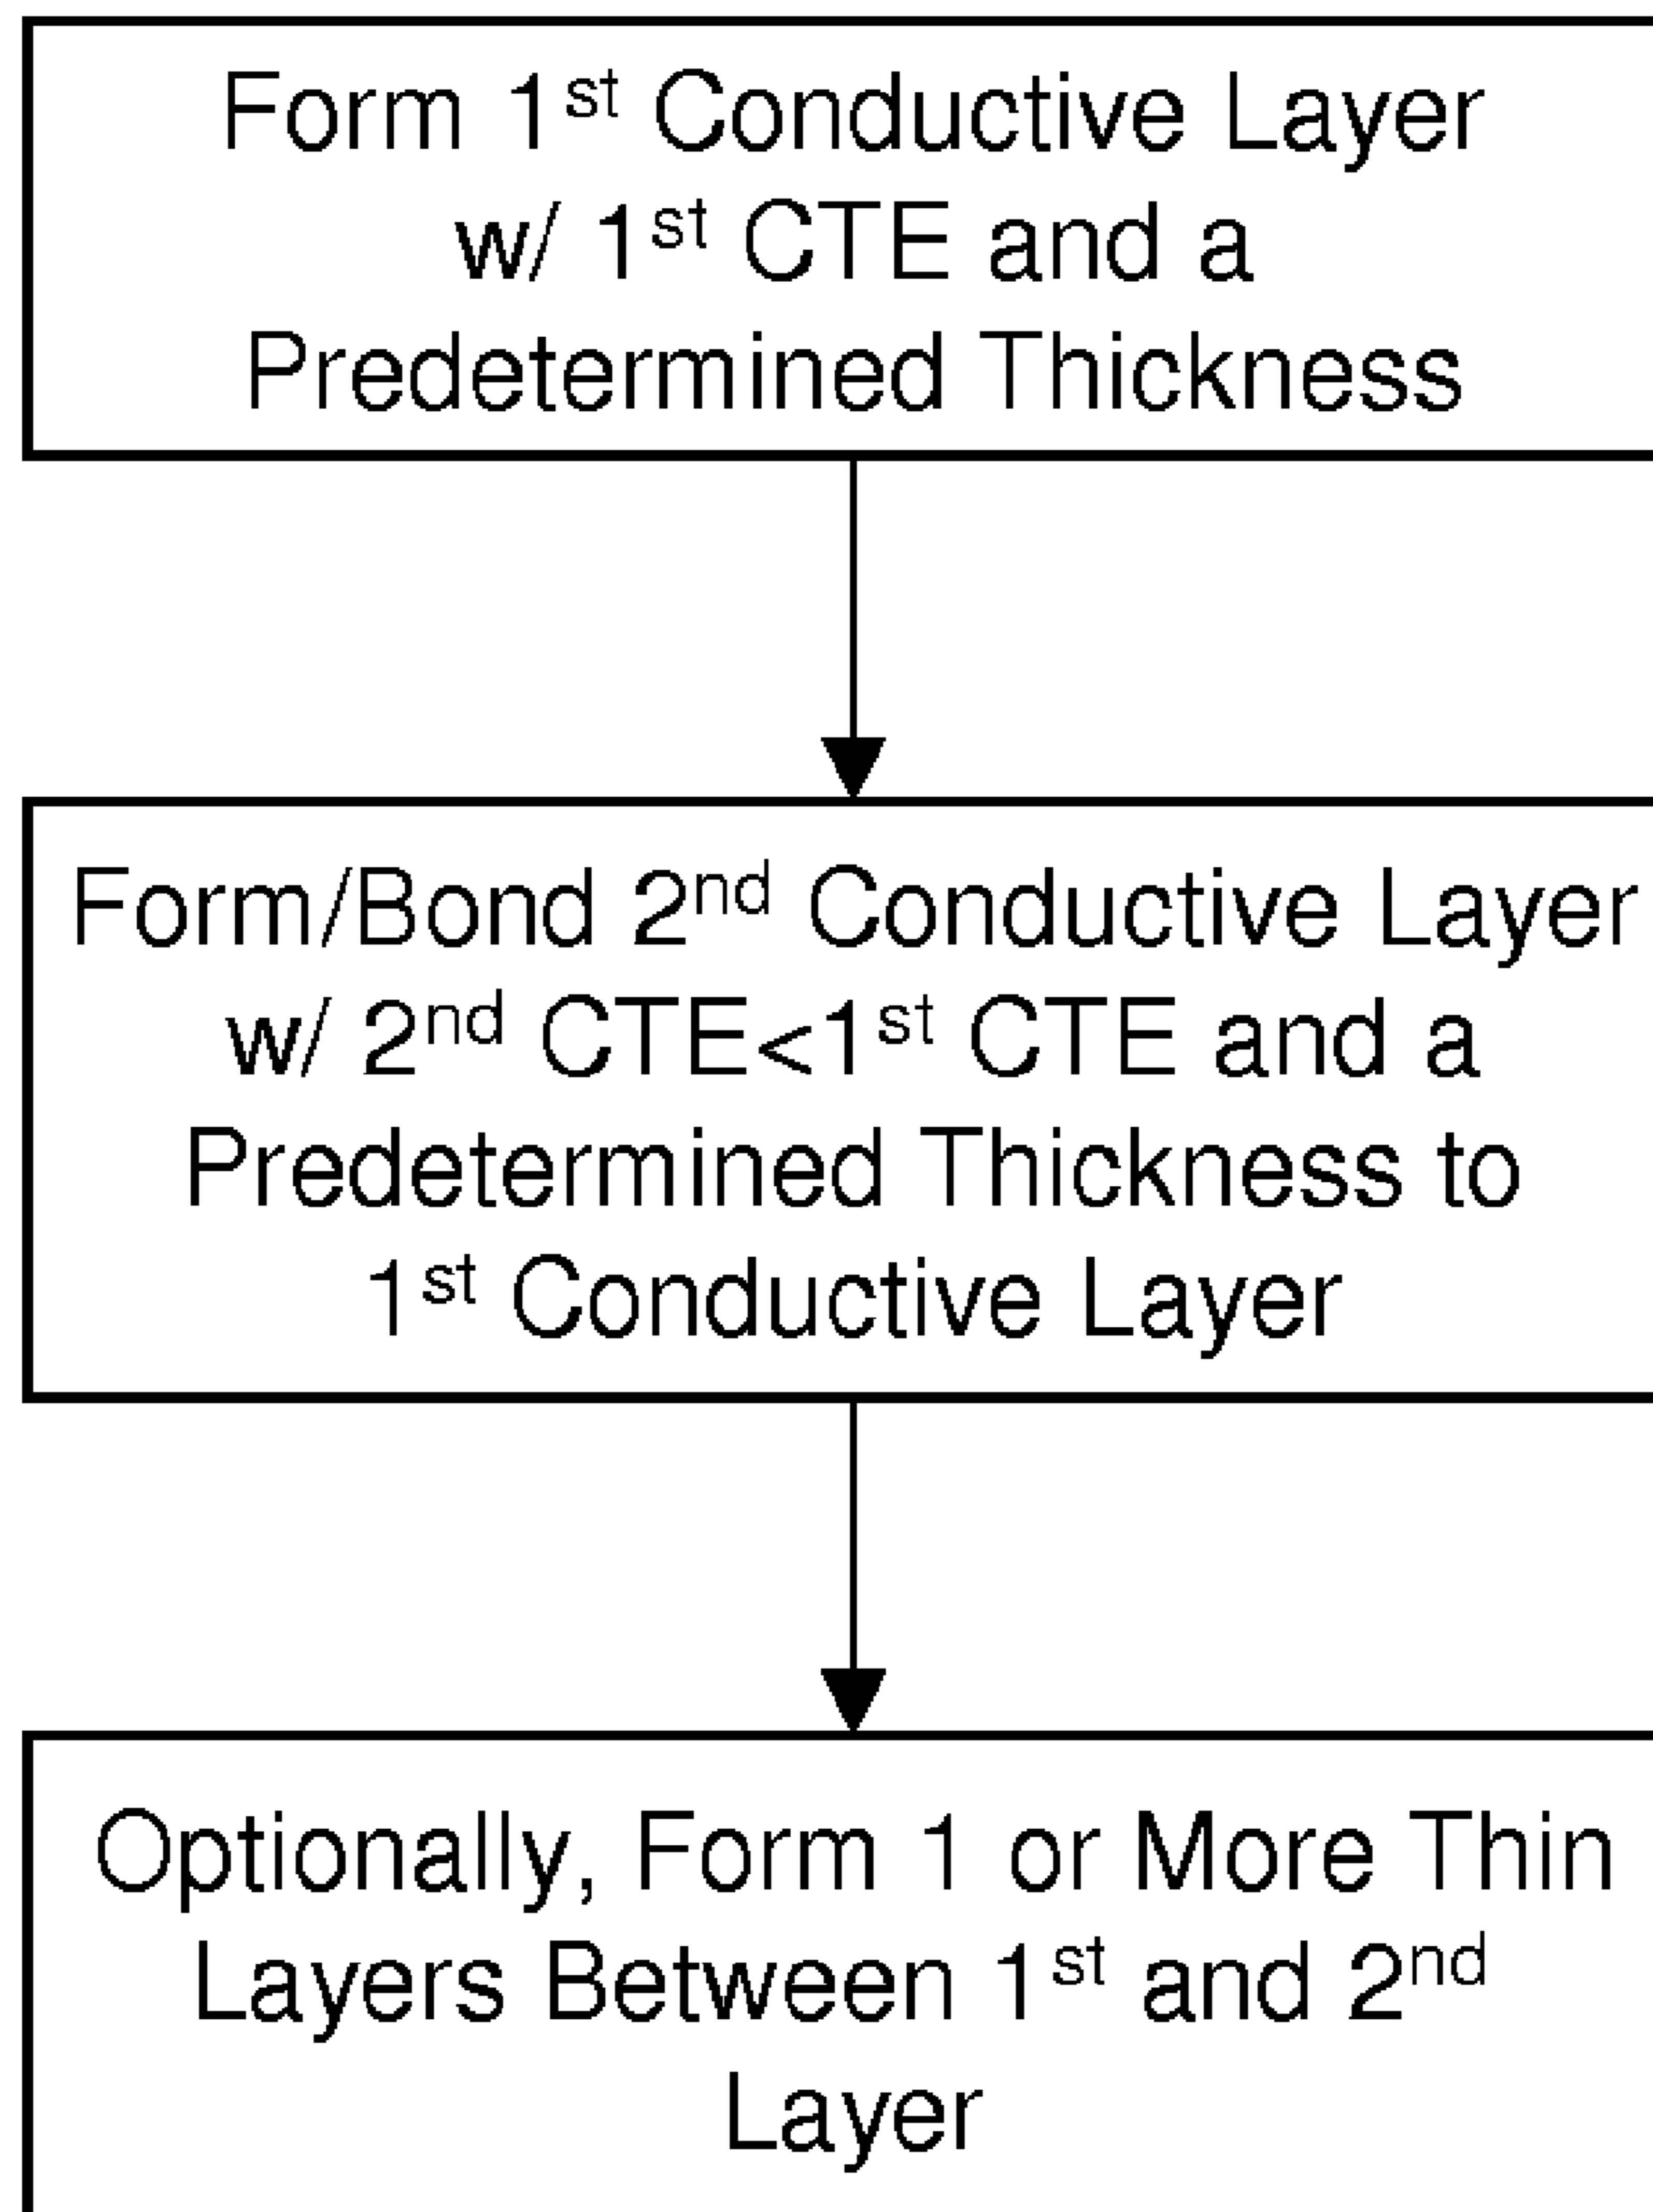 Form 1st Conductive Layer
w/ 1st CTE and a
Predetermined Thickness
Form/Bond 2nd Conductive Layer
w/ 2nd CTE<1st CTE and a
Predetermined Thickness to
1st Conductive Layer
Optionally, Form 1 or More Thin
Layers Between 1st and 2nd
Layer